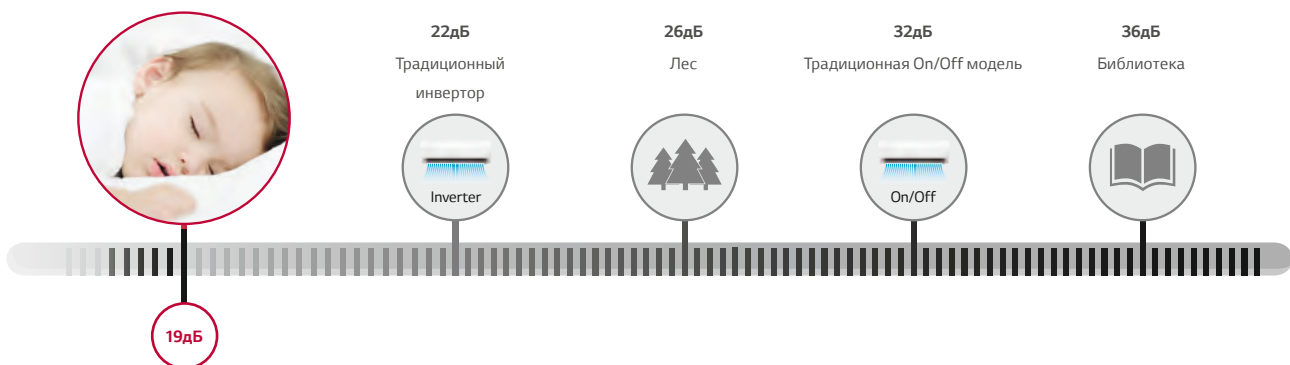 22дБ
Традиционный
инвертор
Inverter
26дБ
Лес
32дБ
Традиционная On/Off модель
On/Off
36дБ
Библиотека
19дБ